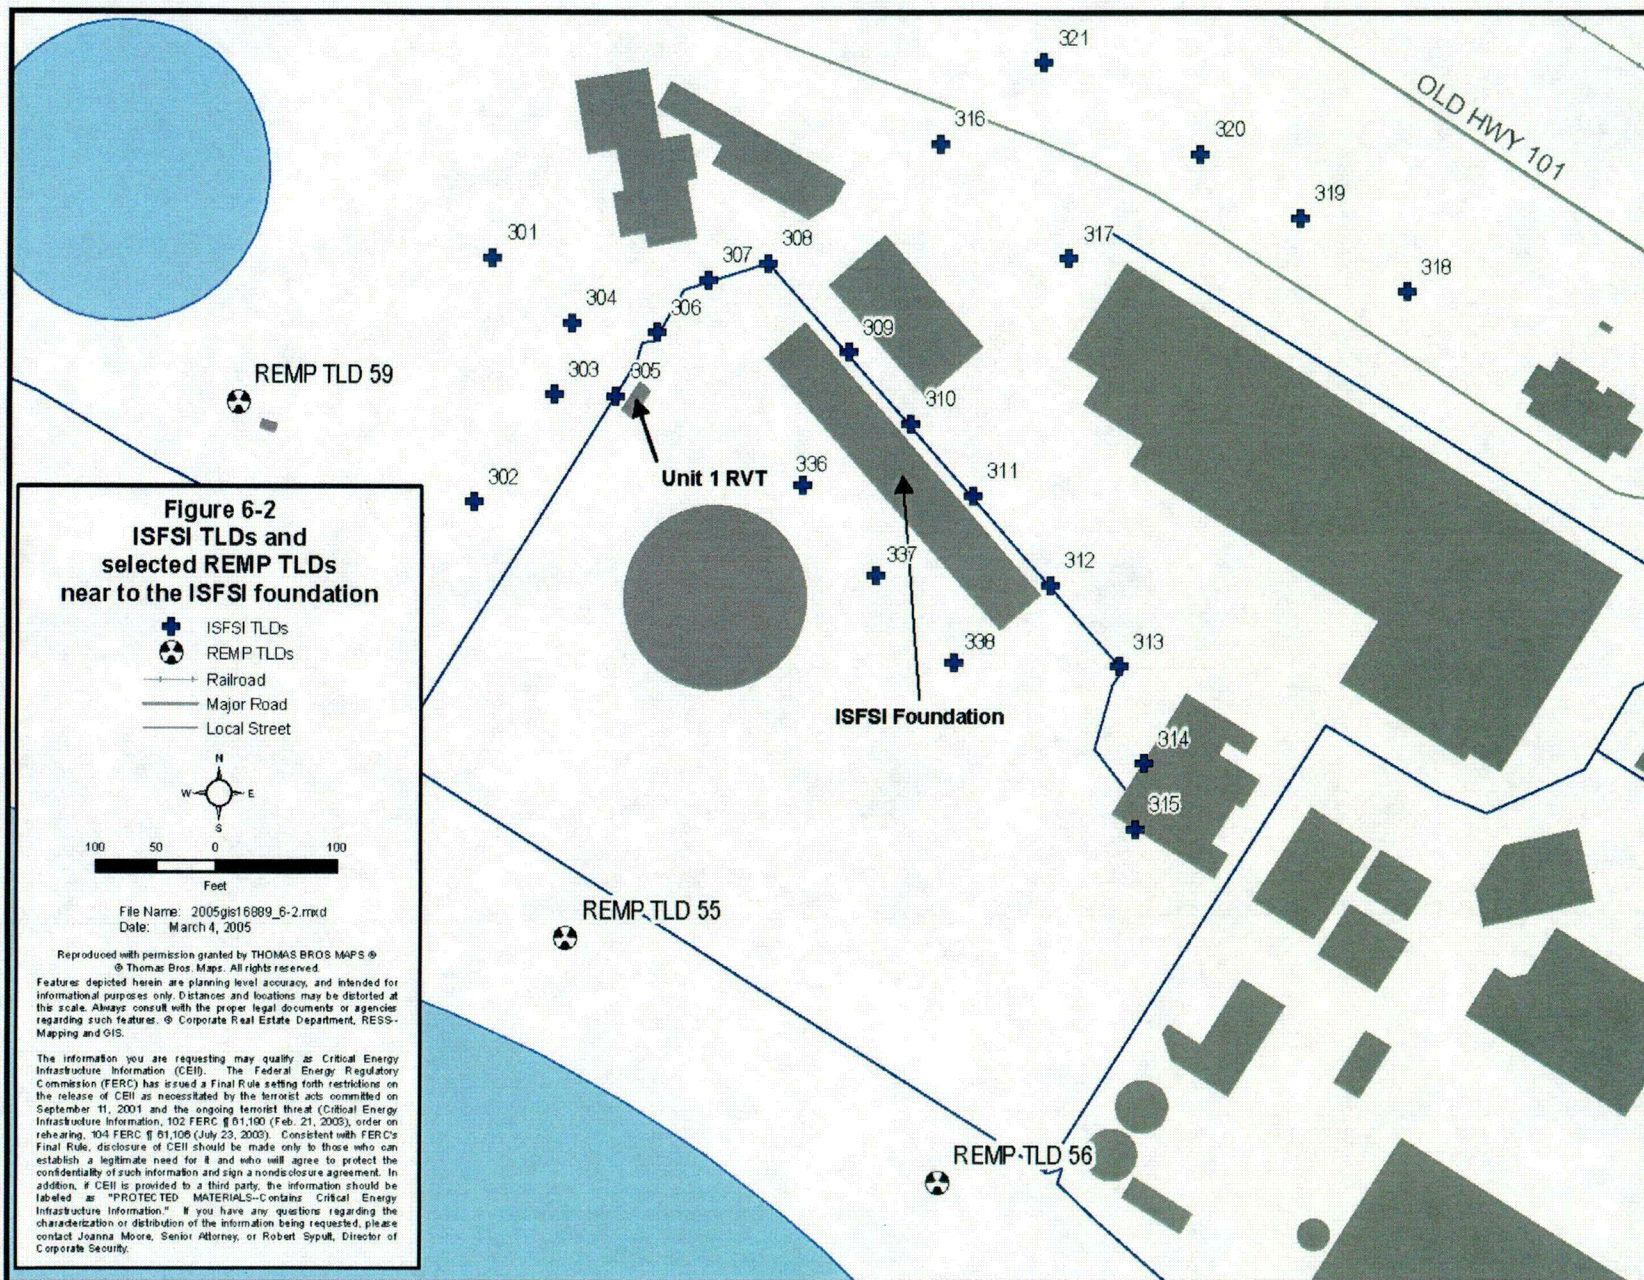 321
OLD HWY 101
316
320
319
301
308
317
307
318
304
306
309
REMP TLD 59
303
305
310
336
311
302
Unit 1 RVT
337
312
338
313
ISFSI Foundation
314
315
REMP TLD 55
REMP TLD 56
Figure 6-2
ISFSI TLDs and
selected REMP TLDs
near to the ISFSI foundation
ISFSI TLDs
REMP TLDs
Railroad
Major Road
Local Street
N
W E
S
100 50 0 100
Feet
File Name: 2005gis16889_6-2.mxd
Date: March 4, 2005
Reproduced with permission granted by THOMAS BROS MAPS ®
® Thomas Bros. Maps. All rights reserved.
Features depicted herein are planning level accuracy, and intended for
informational purposes only. Distances and locations may be distorted at
this scale. Always consult with the proper legal documents or agencies
regarding such features. © Corporate Real Estate Department, RESS--
Mapping and GIS.
The information you are requesting may qualify as Critical Energy
Infrastructure Information (CEII). The Federal Energy Regulatory
Commission (FERC) has issued a Final Rule setting forth restrictions on
the release of CEII as necessitated by the terrorist acts committed on
September 11, 2001 and the ongoing terrorist threat (Critical Energy
Infrastructure Information, 102 FERC ¶ 61,190 (Feb. 21, 2003), order on
rehearing, 104 FERC ¶ 61,106 (July 23, 2003). Consistent with FERC's
Final Rule, disclosure of CEII should be made only to those who can
establish a legitimate need for it and who will agree to protect the
confidentiality of such information and sign a nondisclosure agreement. In
addition, if CEII is provided to a third party, the information should be
labeled as "PROTECTED MATERIALS--Contains Critical Energy
Infrastructure Information." If you have any questions regarding the
characterization or distribution of the information being requested, please
contact Joanna Moore, Senior Attorney, or Robert Sypult, Director of
Corporate Security.